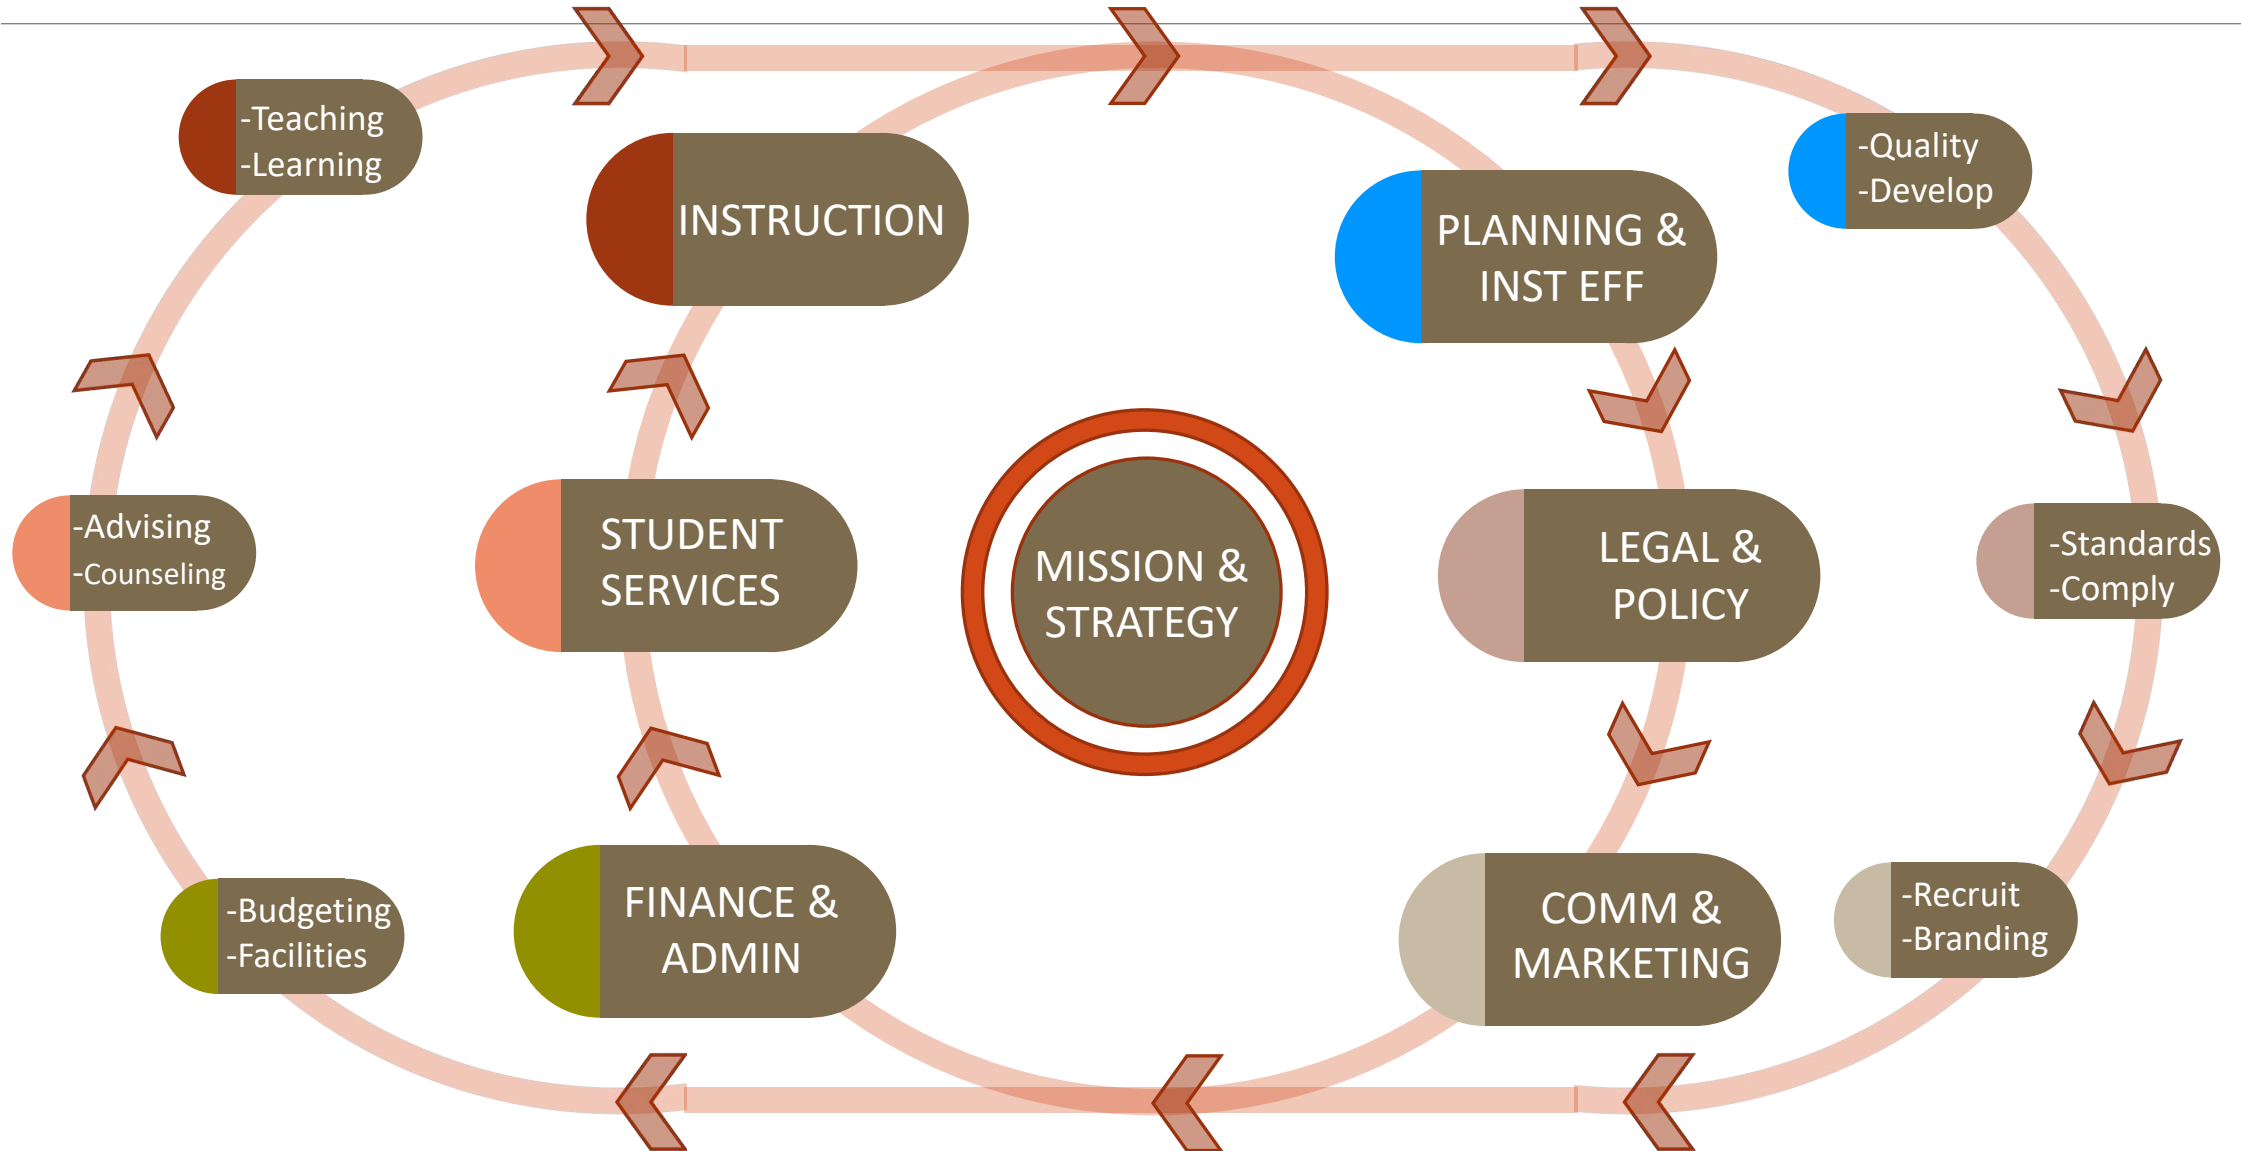 -Teaching
-Learning
INSTRUCTION
PLANNING &
INST EFF
-Quality
-Develop
-Advising
-Counseling
STUDENT
SERVICES
MISSION &
STRATEGY
LEGAL &
POLICY
-Standards
-Comply
-Budgeting
-Facilities
FINANCE &
ADMIN
COMM &
MARKETING
-Recruit
-Branding